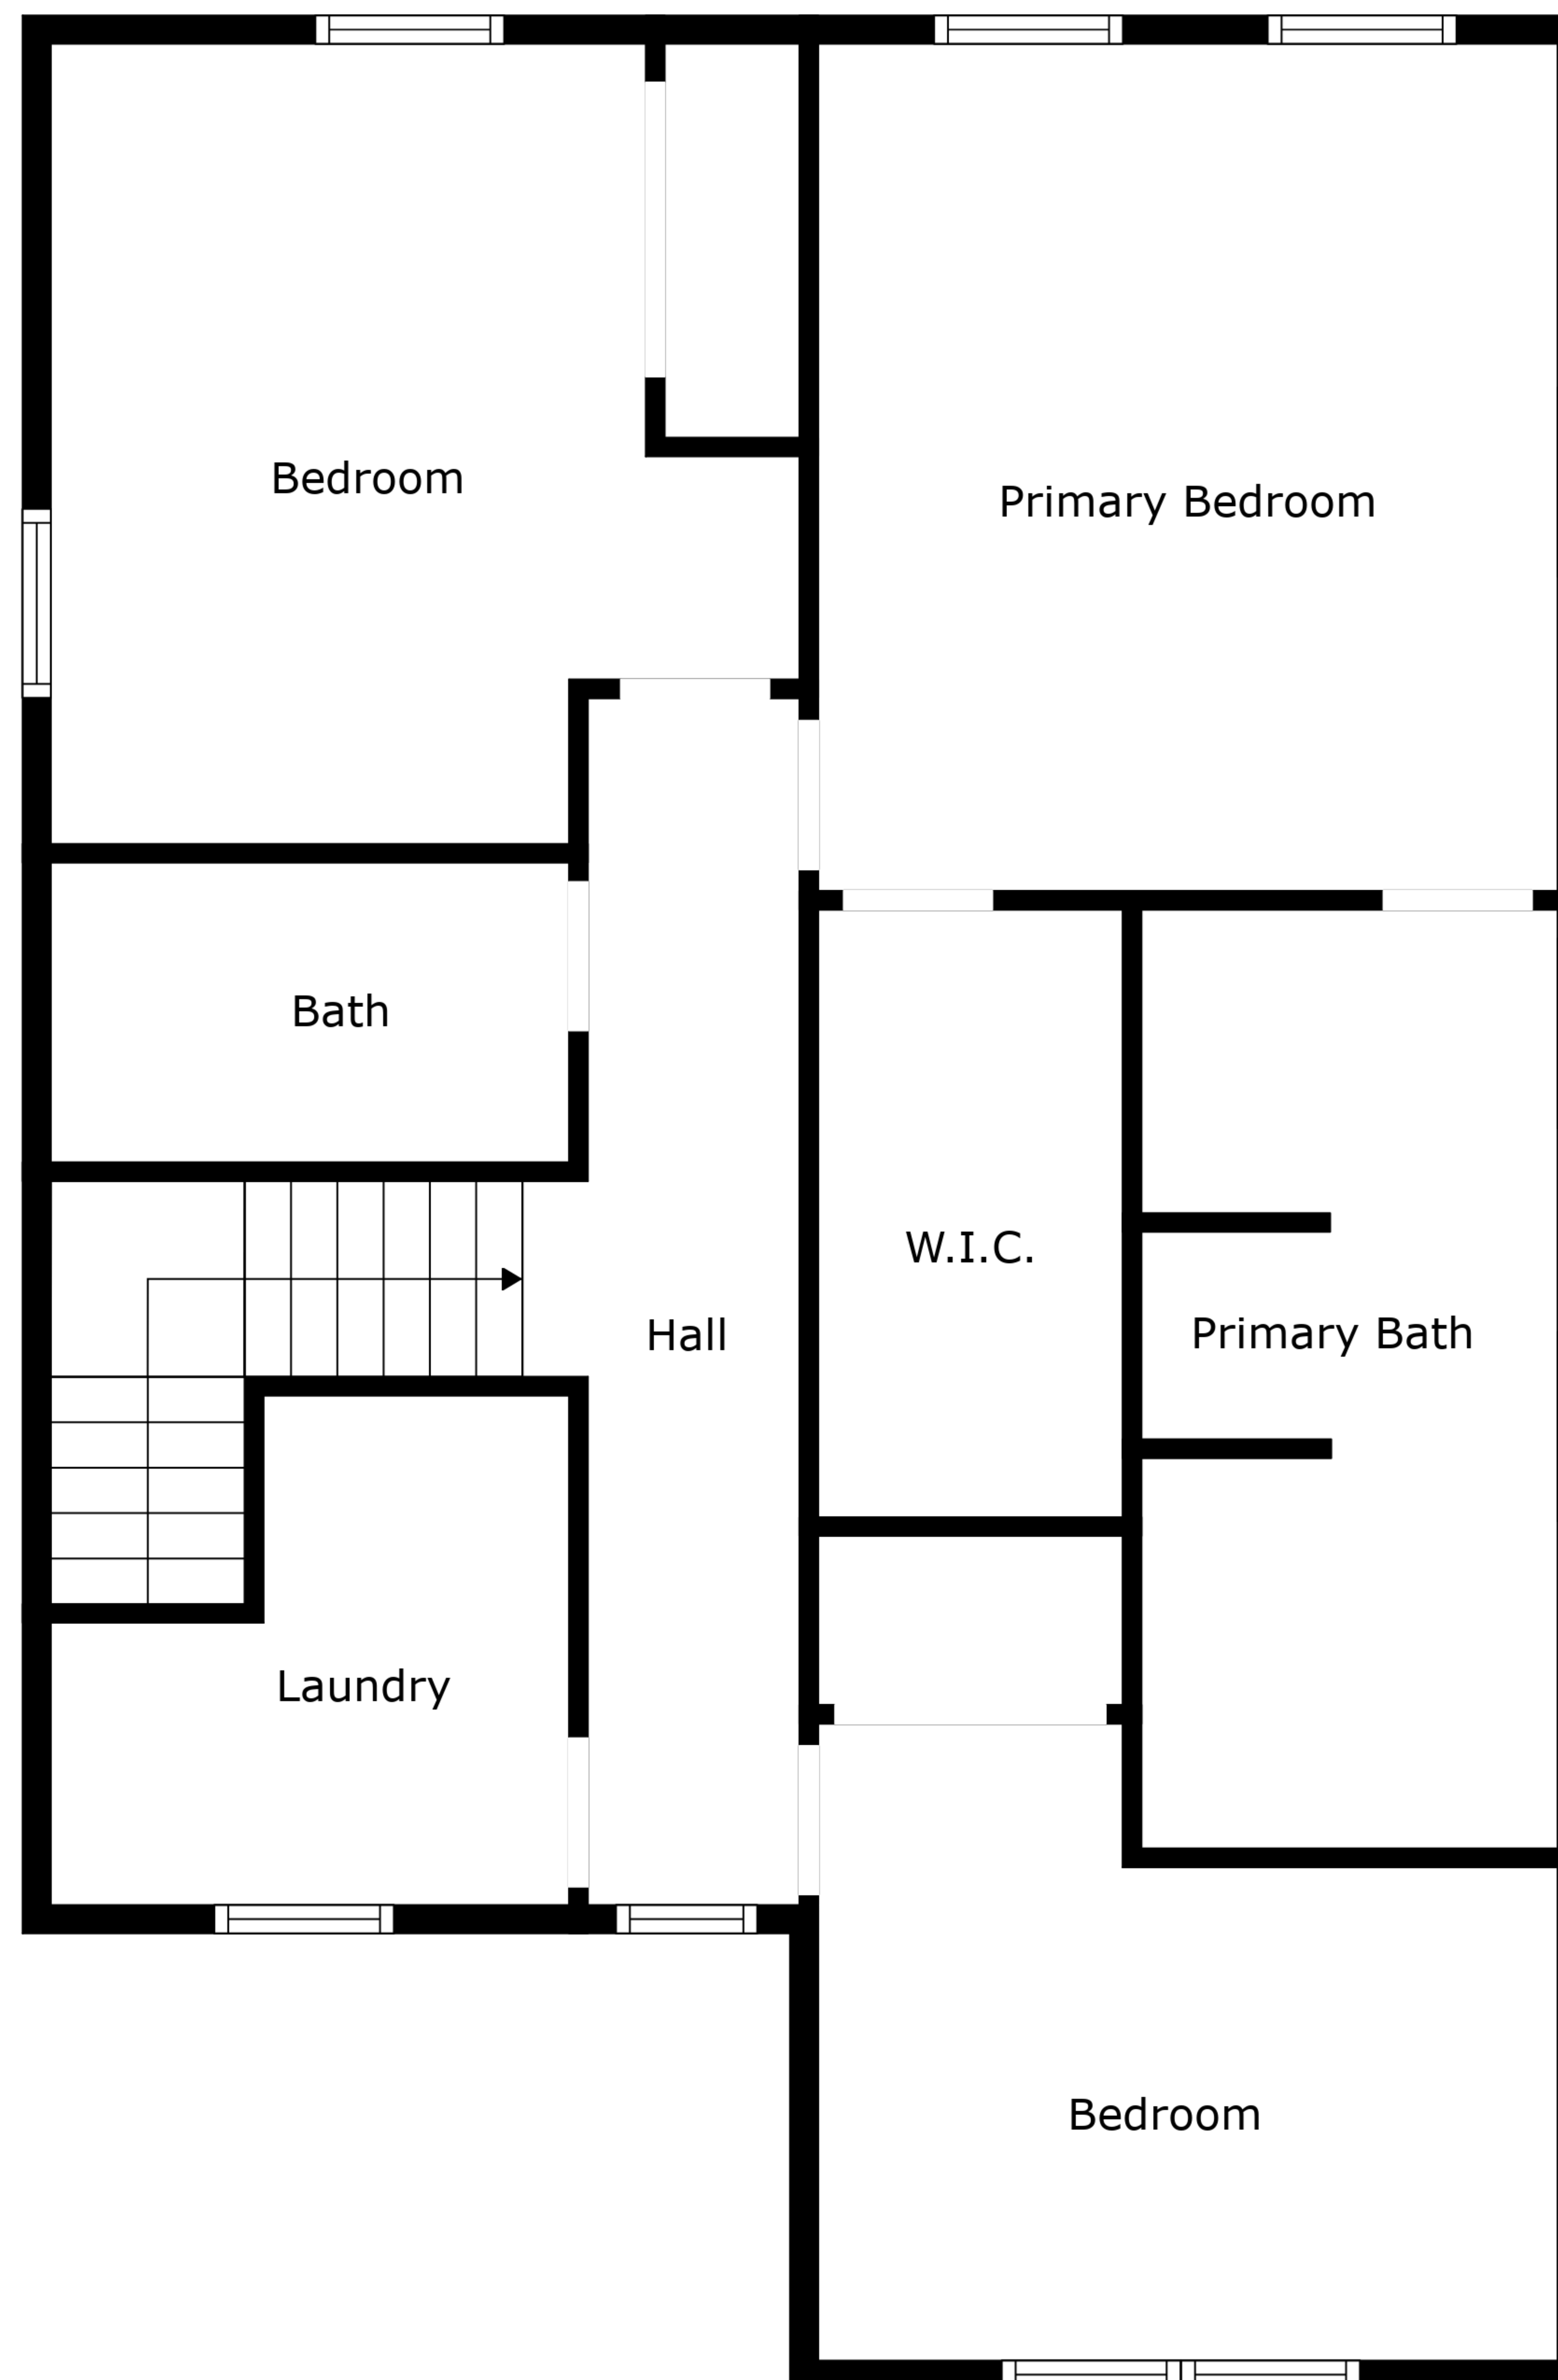 Bedroom
Primary Bedroom
Bath
W.I.C.
Hall
Primary Bath
Laundry
Bedroom